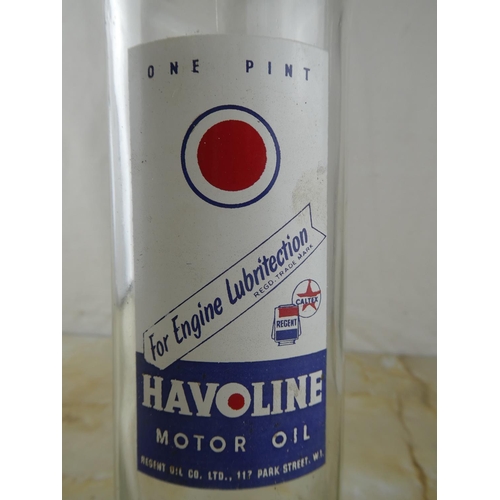 ONE PINT
For Engine Lubritection
REGD. TRADE MARK
CALTEX
REGENT
HAVOLINE
MOTOR OIL
REGENT OIL CO. LTD., 117 PARK STREET, W.1.